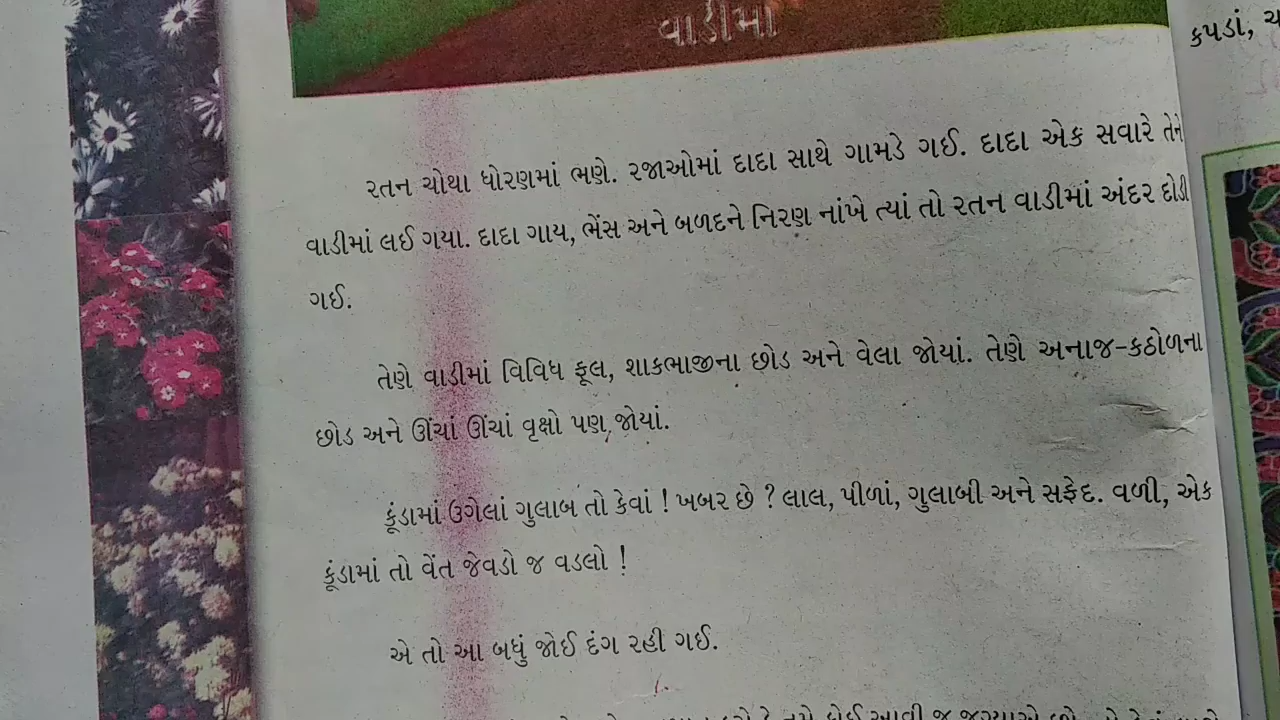 વાડીમાં
રતન ચોથા ધોરણમાં ભણે. રજાઓમાં દાદા સાથે ગામડે ગઈ. દાદા એક સવારે તેને
વાડીમાં લઈ ગયા. દાદા ગાય, ભેંસ અને બળદને નિરણ નાંખે ત્યાં તો રતન વાડીમાં અંદર દોડી
ગઈ.
તેણે વાડીમાં વિવિધ ફૂલ, શાકભાજીના છોડ અને વેલા જોયાં. તેણે અનાજ-કઠોળના
છોડ અને ઊંચાં ઊંચાં વૃક્ષો પણ જોયાં.
કૂંડામાં ઉગેલાં ગુલાબ તો કેવાં ! ખબર છે ? લાલ, પીળાં, ગુલાબી અને સફેદ. વળી, એક
કૂંડામાં તો વેંત જેવડો જ વડલો !
એ તો આ બધું જોઈ દંગ રહી ગઈ.
કપડાં,